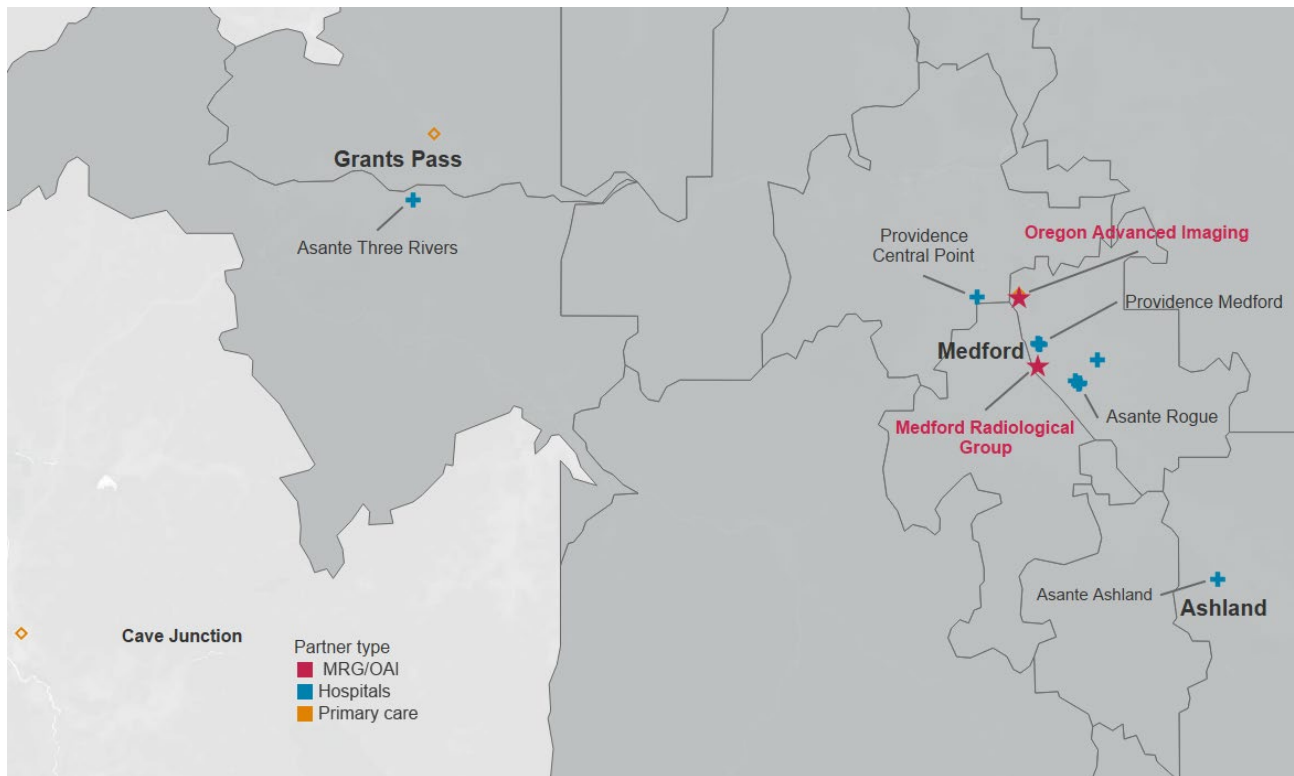 Grants Pass
Asante Three Rivers
Providence
Central Point
Oregon Advanced Imaging
Providence Medford
Medford
Medford Radiological
Group
Asante Rogue
Asante Ashland
Ashland
Cave Junction
Partner type
MRG/OAI
Hospitals
Primary care